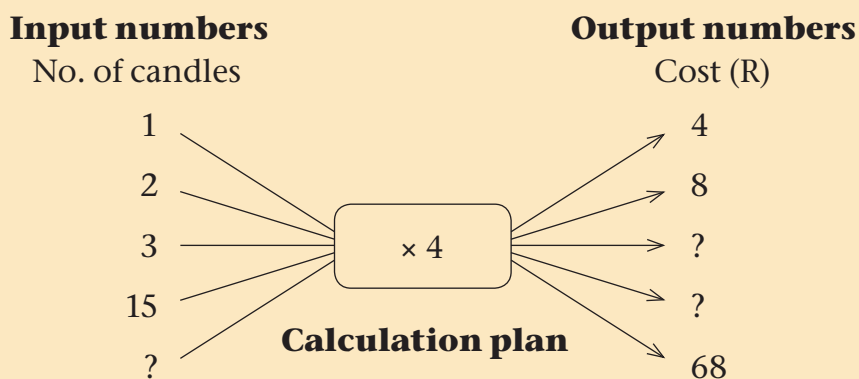 Input numbers Output numbers
No. of candles Cost (R)
1 4
2 8
3 × 4 ?
15 ?
Calculation plan
? 68